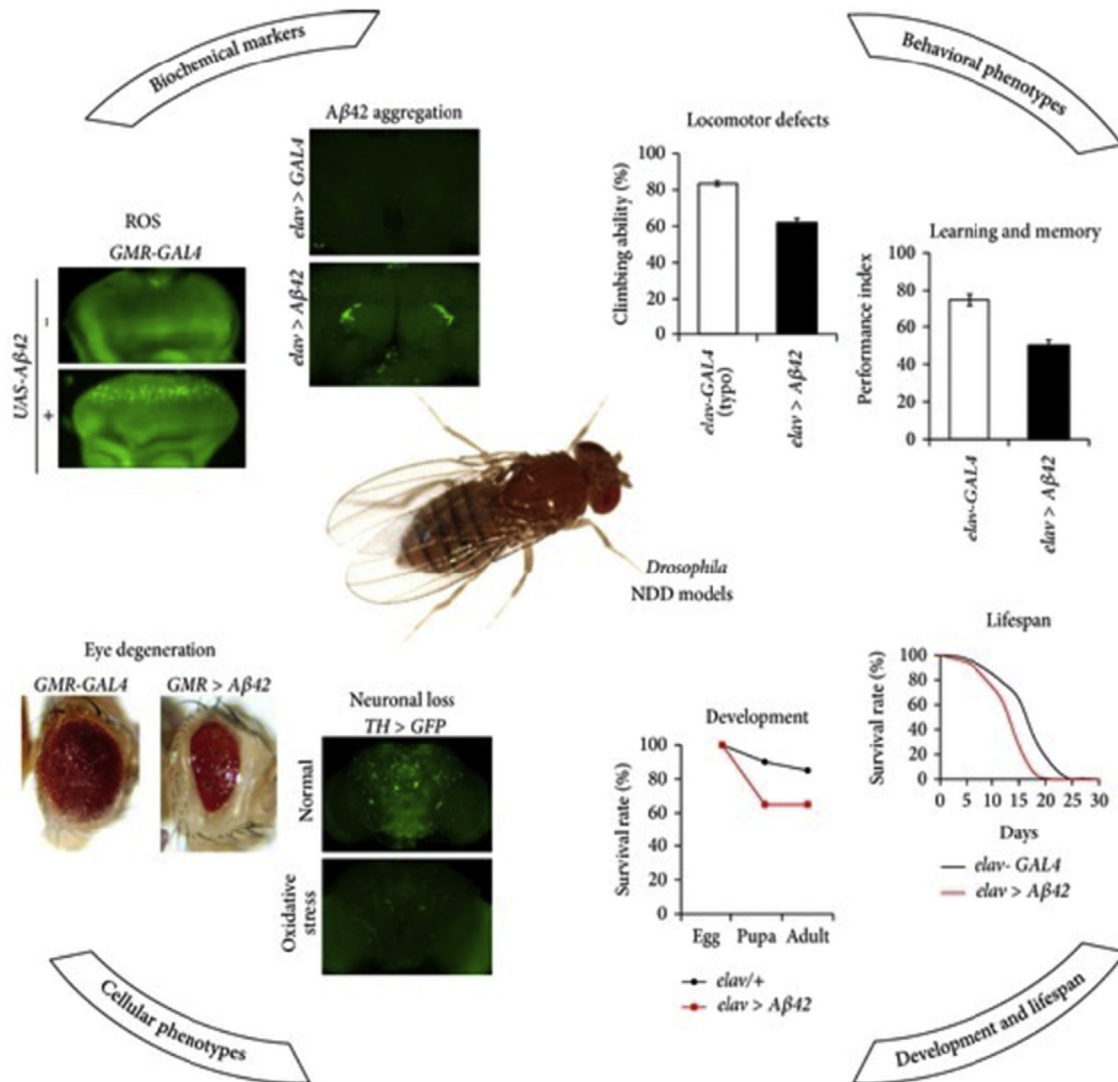 Biochemical markers
Aβ42 aggregation
elav > GAL4
elav > Aβ42
ROS
GMR-GAL4
UAS-Aβ42
-
+
Behavioral phenotypes
Locomotor defects
Climbing ability (%)
100
80
60
40
60
80
0
elav-GAL4
(typo)
elav > Aβ42
Learning and memory
Performance index
100
80
60
40
80
0
elav-GAL4
elav > Aβ42
Drosophila
NDD models
Eye degeneration
GMR-GAL4
GMR > Aβ42
Neuronal loss
TH > GFP
Normal
Oxidative
stress
Cellular phenotypes
Development
Survival rate (%)
100
80
60
40
60
80
0
Egg Pupa Adult
elav/+
elav > Aβ42
Lifespan
Survival rate (%)
100
80
60
40
20
0
0 5 10 15 20 25 30
Days
elav- GAL4
elav > Aβ42
Development and lifespan